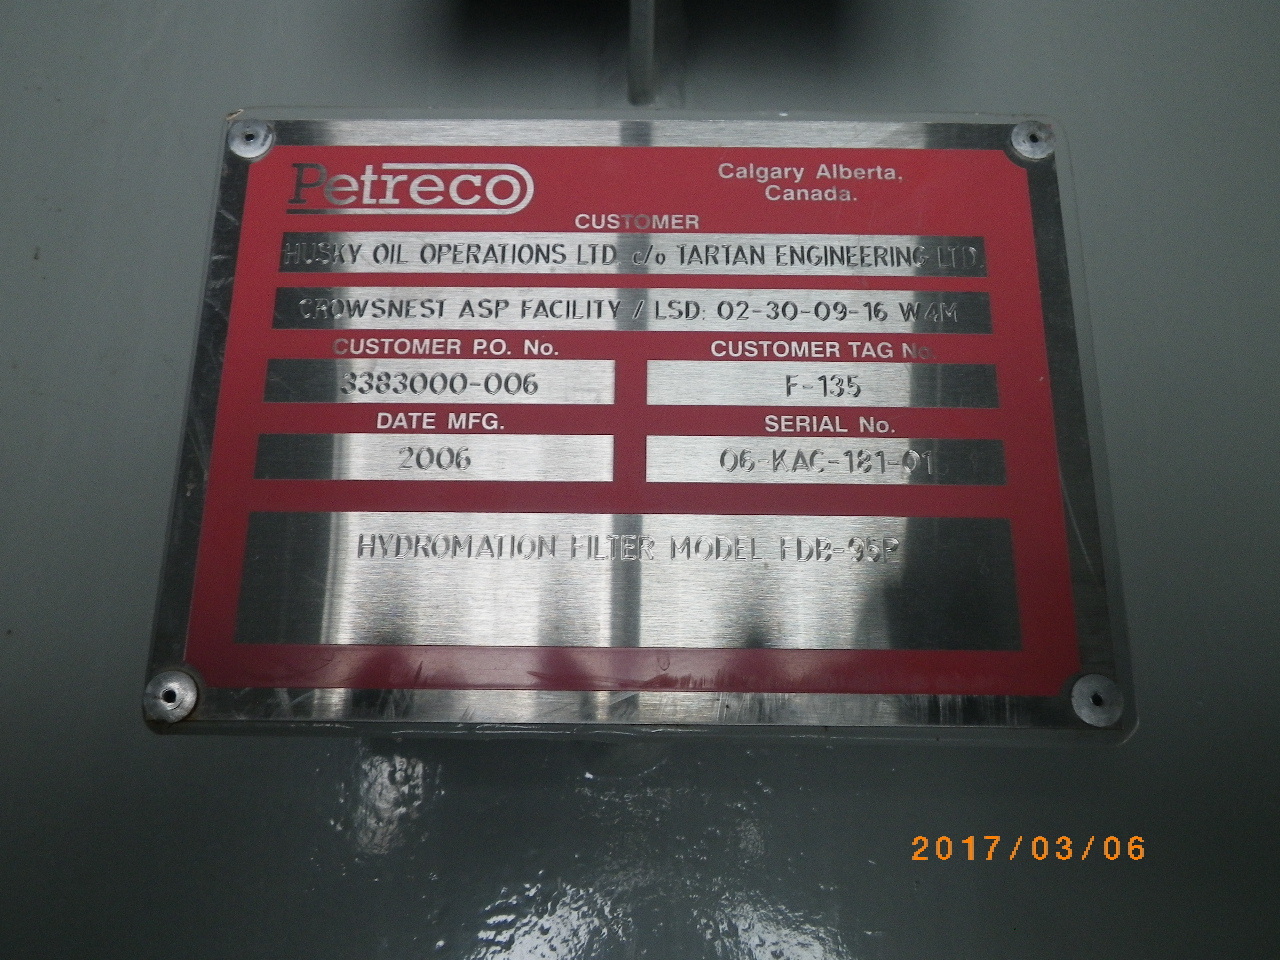 Petreco
Calgary Alberta,
Canada.
CUSTOMER
HUSKY OIL OPERATIONS LTD c/o TARTAN ENGINEERING LTD.
CROWSNEST ASP FACILITY / LSD: 02-30-09-16 W4M
CUSTOMER P.O. No.
CUSTOMER TAG No.
3383000-006
F-135
DATE MFG.
SERIAL No.
2006
06-KAC-181-01
HYDROMATION FILTER MODEL FDB-95P
2017/03/06